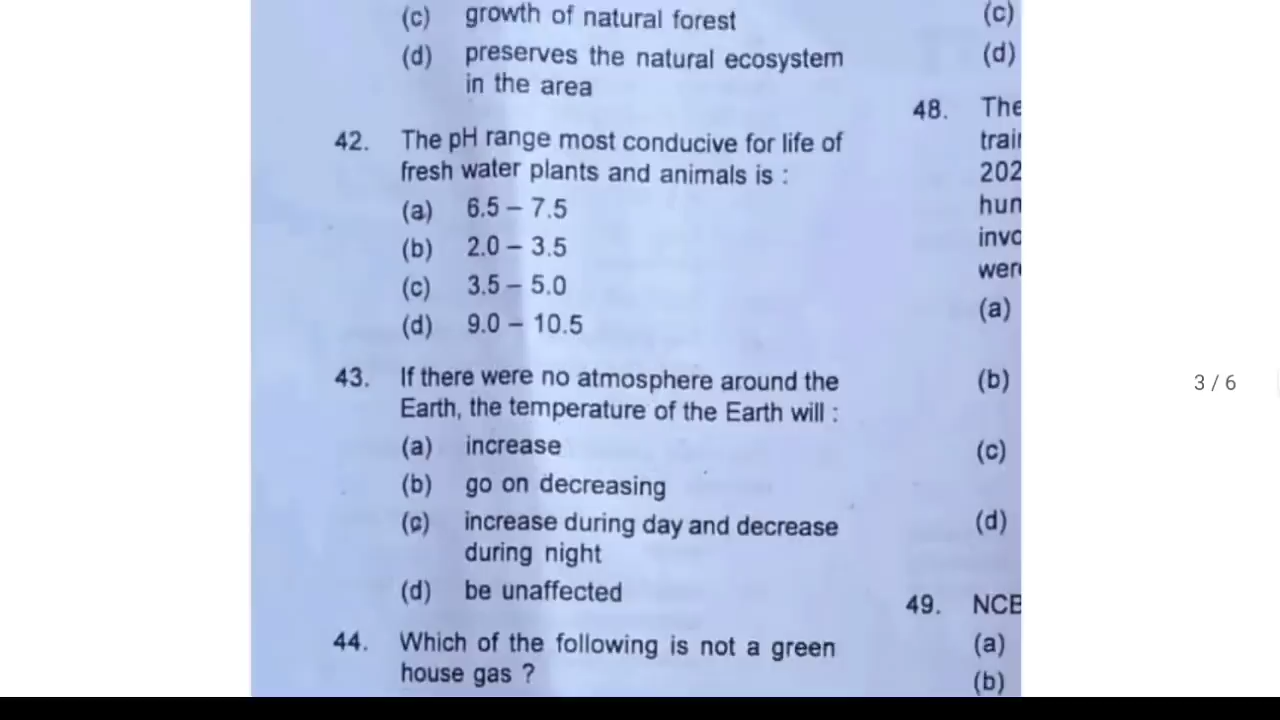 (c) growth of natural forest
(d) preserves the natural ecosystem
in the area
42. The pH range most conducive for life of
fresh water plants and animals is :
(a) 6.5 – 7.5
(b) 2.0 – 3.5
(c) 3.5 – 5.0
(d) 9.0 – 10.5
43. If there were no atmosphere around the
Earth, the temperature of the Earth will :
(a) increase
(b) go on decreasing
(c) increase during day and decrease
during night
(d) be unaffected
44. Which of the following is not a green
house gas ?
(c)
(d)
48. The
202
(a)
(b)
(c)
(d)
49.
(a)
(b)
3 / 6